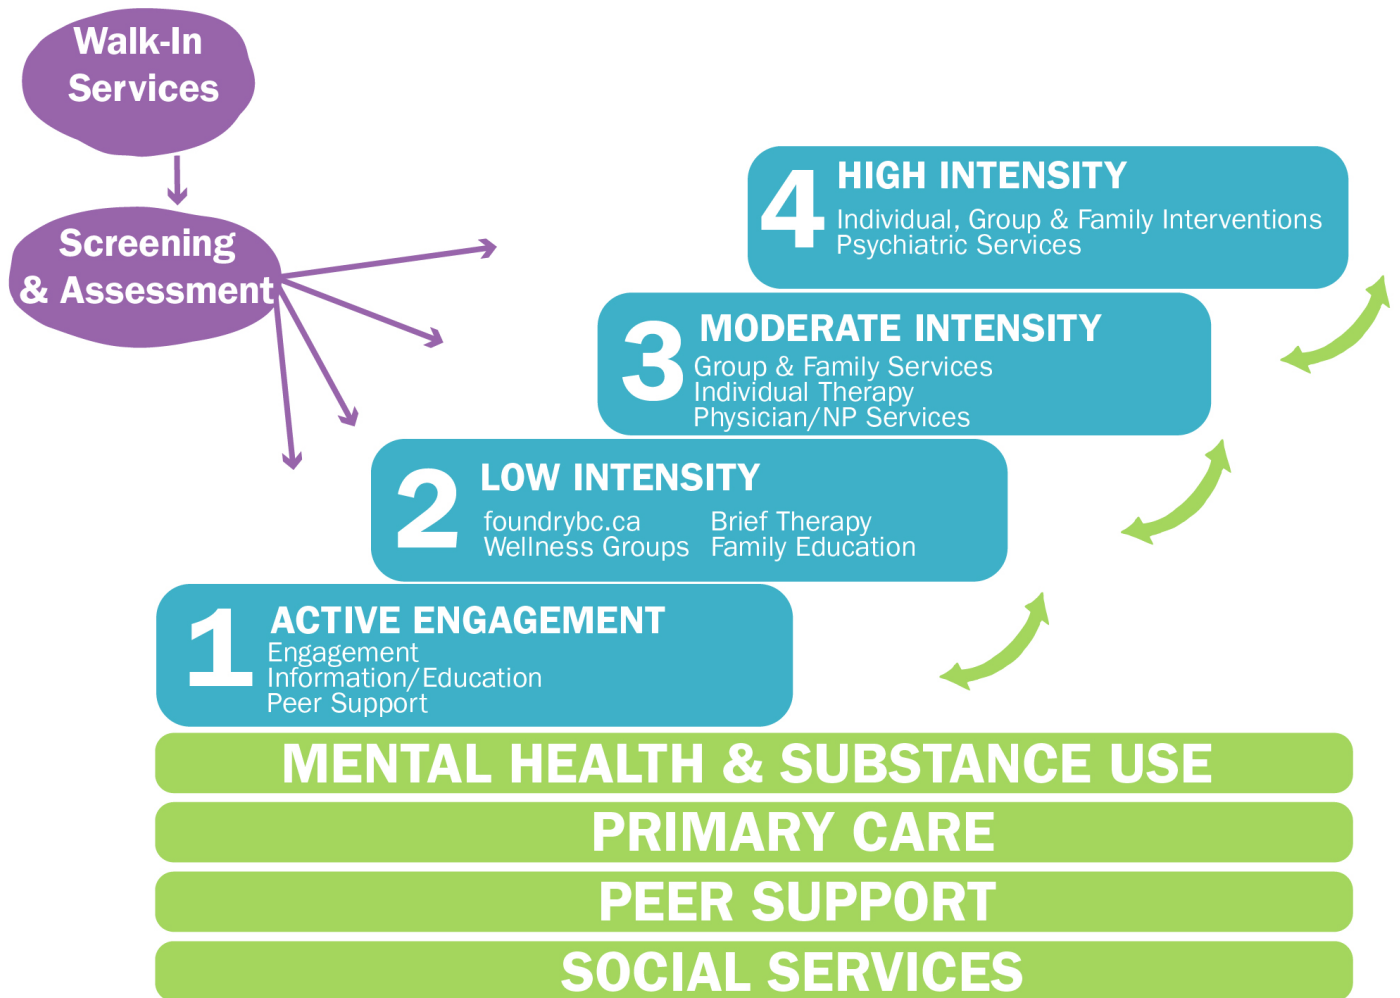 Walk-In
Services
Screening
& Assessment
4
HIGH INTENSITY
Individual, Group & Family Interventions
Psychiatric Services
3
MODERATE INTENSITY
Group & Family Services
Individual Therapy
Physician/NP Services
2
LOW INTENSITY
foundrybc.ca Brief Therapy
Wellness Groups Family Education
1
ACTIVE ENGAGEMENT
Engagement
Information/Education
Peer Support
MENTAL HEALTH & SUBSTANCE USE
PRIMARY CARE
PEER SUPPORT
SOCIAL SERVICES